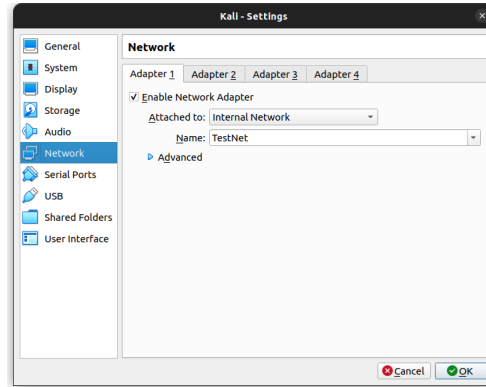 Kali - Settings
General
System
Display
Storage
Audio
Network
Serial Ports
USB
Shared Folders
User Interface
Network
Adapter 1 Adapter 2 Adapter 3 Adapter 4
Enable Network Adapter
Attached to: Internal Network
Name: TestNet
Advanced
Cancel OK